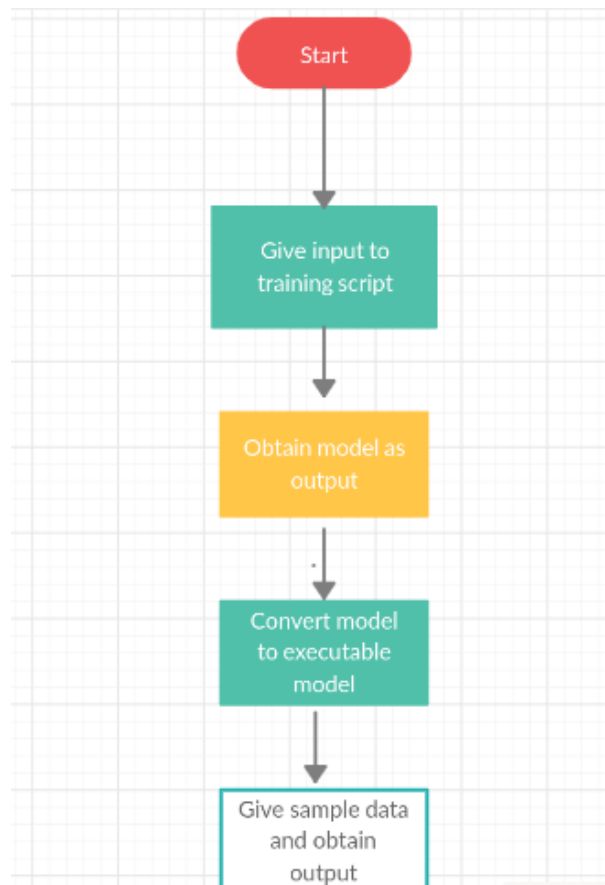 Start
Give input to
training script
Obtain model as
output
Convert model
to executable
model
Give sample data
and obtain
output